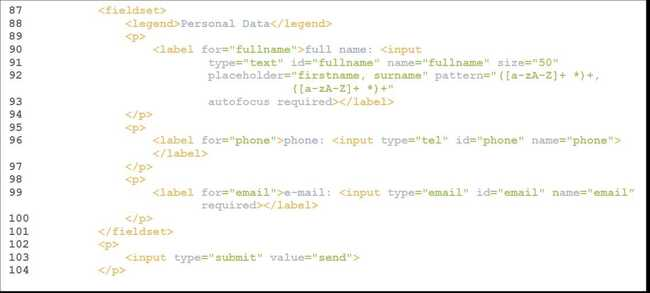 87 <fieldset>
88 <legend>Personal Data</legend>
89 <p>
90 <label for="fullname">full name: <input
91 type="text" id="fullname" name="fullname" size="50"
92 placeholder="firstname, surname" pattern="([a-zA-Z]+ *)+,
([a-zA-Z]+ *)+"
93 autofocus required></label>
94 </p>
95 <p>
96 <label for="phone">phone: <input type="tel" id="phone" name="phone">
</label>
97 </p>
98 <p>
99 <label for="email">e-mail: <input type="email" id="email" name="email"
required></label>
100 </p>
101 </fieldset>
102 <p>
103 <input type="submit" value="send">
104 </p>